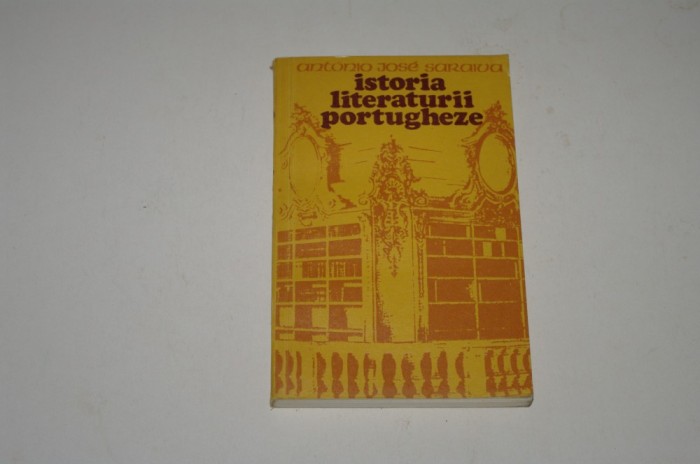 antonio josé saraiva
istoria
literaturii
portugheze